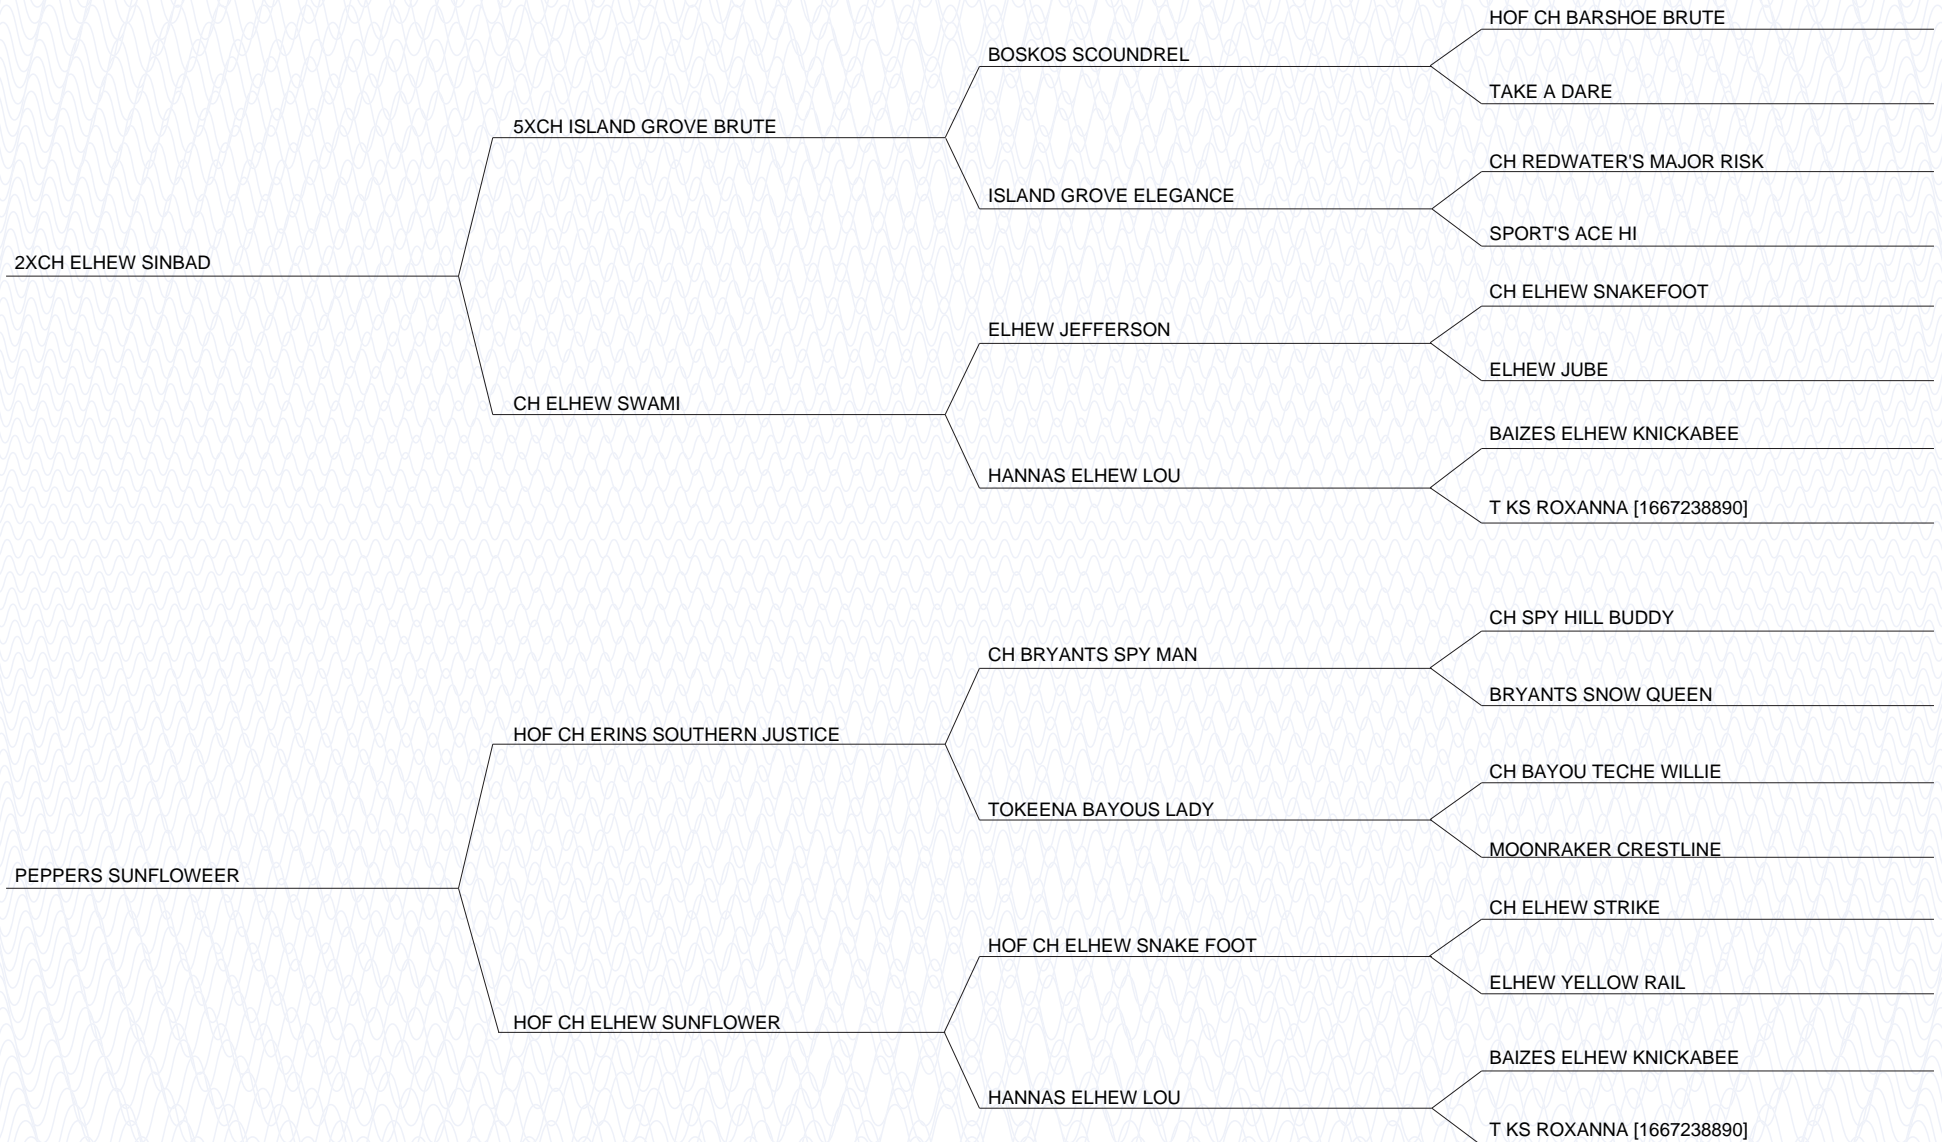 HOF CH BARSHOE BRUTE
BOSKOS SCOUNDREL
TAKE A DARE
5XCH ISLAND GROVE BRUTE
CH REDWATER'S MAJOR RISK
ISLAND GROVE ELEGANCE
SPORT'S ACE HI
2XCH ELHEW SINBAD
CH ELHEW SNAKEFOOT
ELHEW JEFFERSON
ELHEW JUBE
CH ELHEW SWAMI
BAIZES ELHEW KNICKABEE
HANNAS ELHEW LOU
T KS ROXANNA [1667238890]
CH SPY HILL BUDDY
CH BRYANTS SPY MAN
BRYANTS SNOW QUEEN
HOF CH ERINS SOUTHERN JUSTICE
CH BAYOU TECHE WILLIE
TOKEENA BAYOUS LADY
MOONRAKER CRESTLINE
PEPPERS SUNFLOWEER
CH ELHEW STRIKE
HOF CH ELHEW SNAKE FOOT
ELHEW YELLOW RAIL
HOF CH ELHEW SUNFLOWER
BAIZES ELHEW KNICKABEE
HANNAS ELHEW LOU
T KS ROXANNA [1667238890]